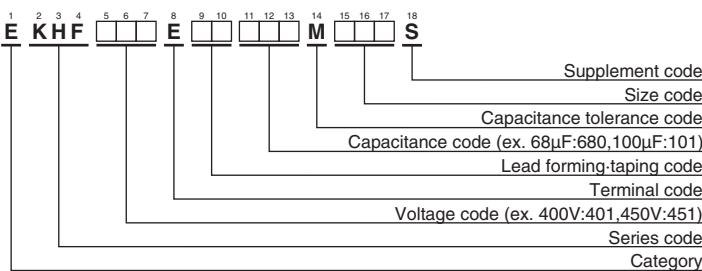 1 2 3 4 5 6 7 8 9 10 11 12 13 14 15 16 17 18
E KHF E M S
Supplement code
Size code
Capacitance tolerance code
Capacitance code (ex. 68µF:680,100µF:101)
Lead forming·taping code
Terminal code
Voltage code (ex. 400V:401,450V:451)
Series code
Category